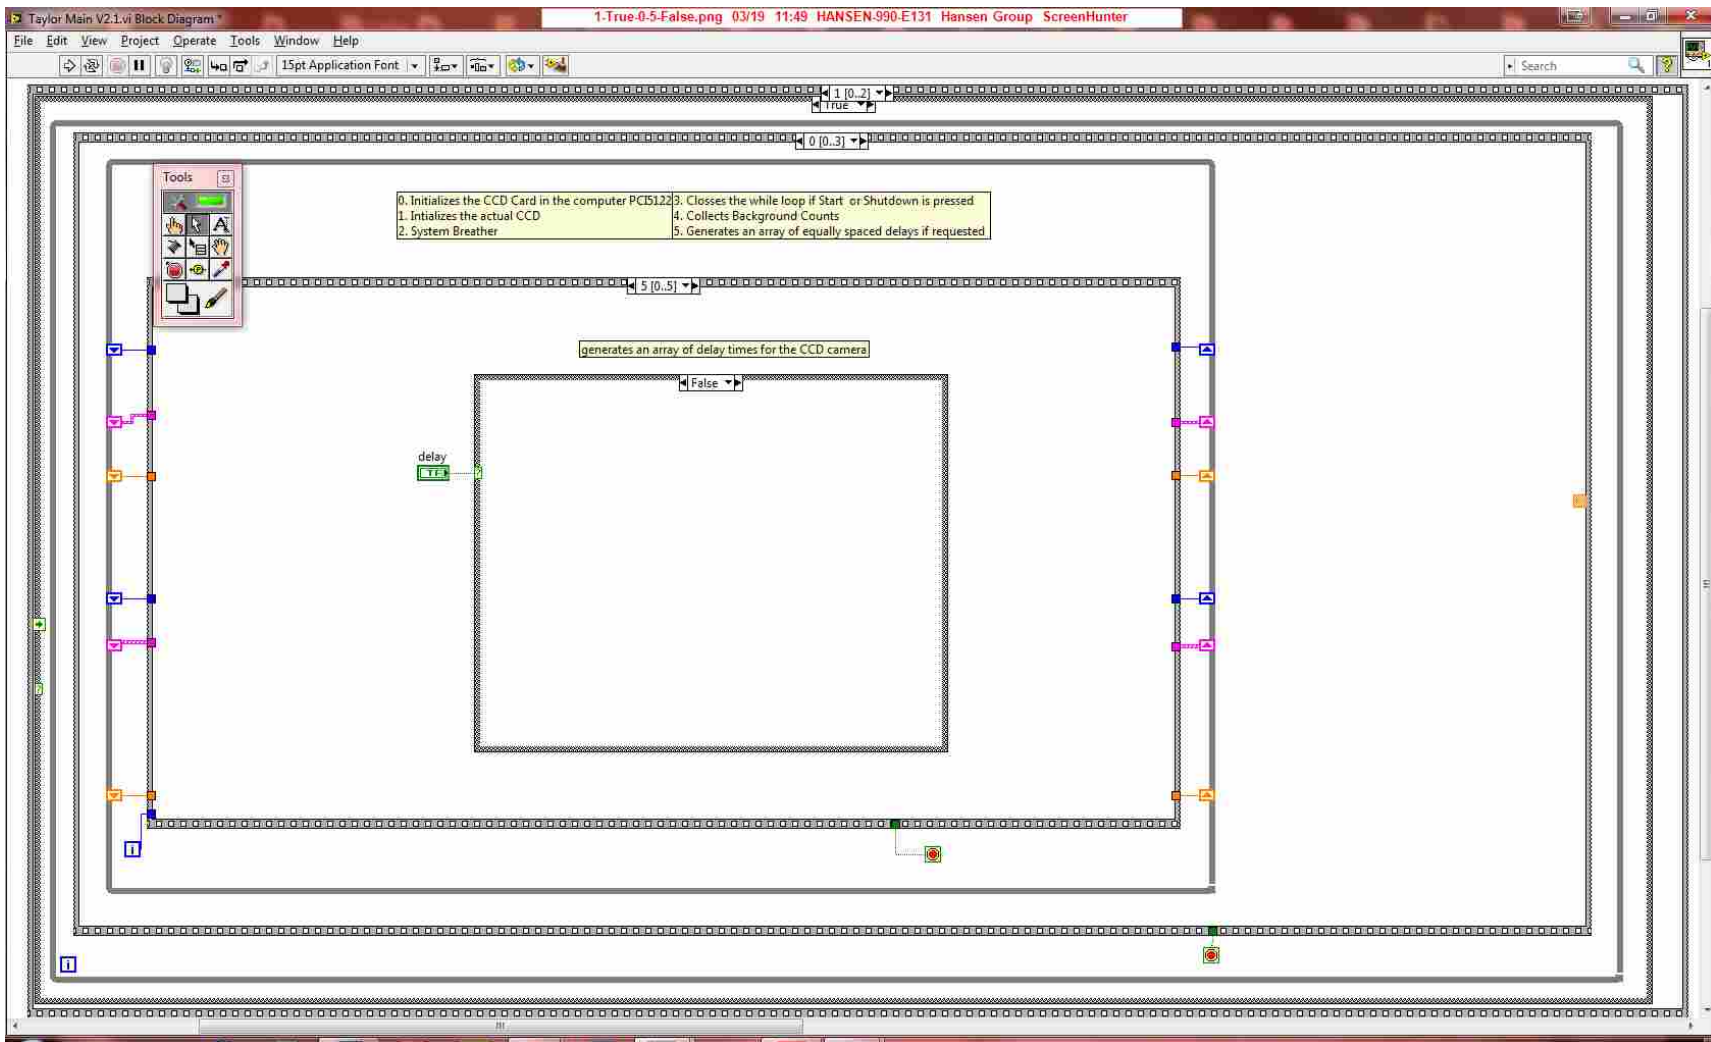 Taylor Main V2.1.vi Block Diagram *
1-True-0-5-False.png 03/19 11:49 HANSEN-990-E131 Hansen Group ScreenHunter
File Edit View Project Operate Tools Window Help
15pt Application Font
Search
1 [0..2]
True
0 [0..3]
Tools
0. Initializes the CCD Card in the computer PCI5122
1. Intializes the actual CCD
2. System Breather
3. Closses the while loop if Start or Shutdown is pressed
4. Collects Background Counts
5. Generates an array of equally spaced delays if requested
5 [0..5]
generates an array of delay times for the CCD camera
False
delay
TF
?
?
i
i